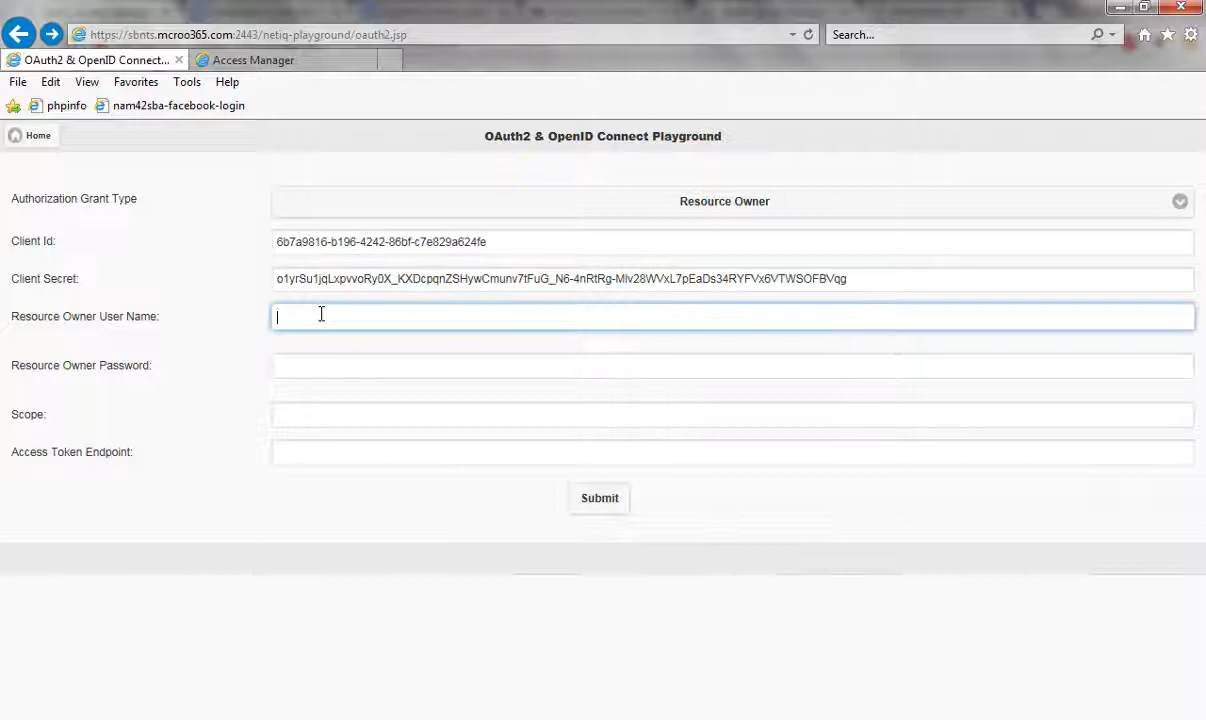 https://sbnts.mcroo365.com:2443/netiq-playground/oauth2.jsp
Search...
OAuth2 & OpenID Connect...
Access Manager
File Edit View Favorites Tools Help
phpinfo nam42sba-facebook-login
Home
OAuth2 & OpenID Connect Playground
Authorization Grant Type
Resource Owner
Client Id:
6b7a9816-b196-4242-86bf-c7e829a624fe
Client Secret:
o1yrSu1jqLxpvvoRy0X_KXDcpqnZSHywCmunv7tFuG_N6-4nRtRg-Mlv28WVxL7pEaDs34RYFVx6VTWSOFBVqg
Resource Owner User Name:
Resource Owner Password:
Scope:
Access Token Endpoint:
Submit